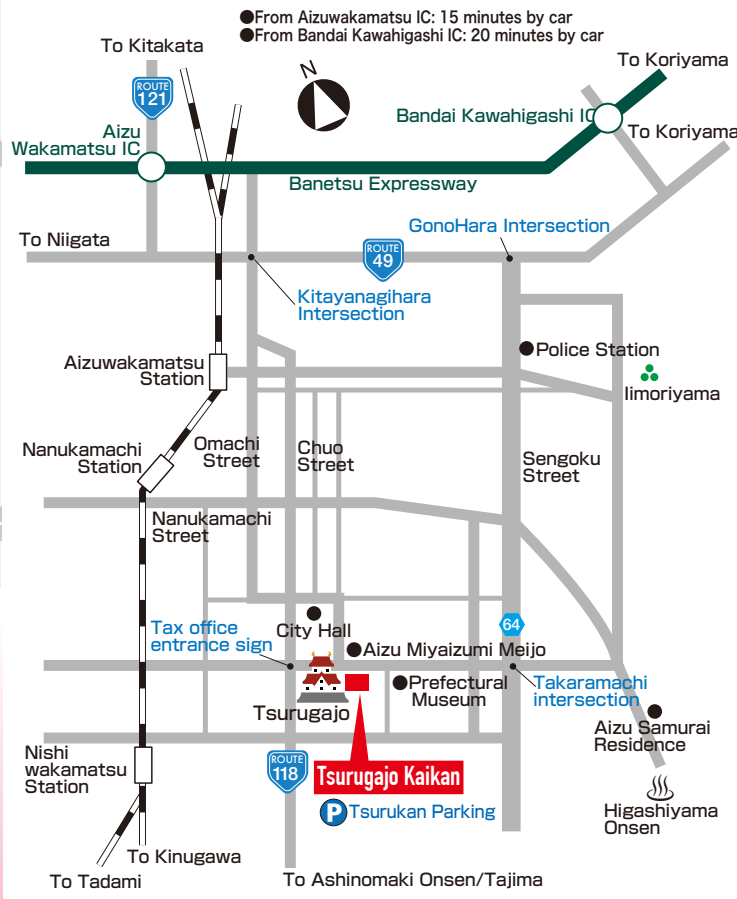 ●From Aizuwakamatsu IC: 15 minutes by car
●From Bandai Kawahigashi IC: 20 minutes by car
To Kitakata
To Koriyama
N
ROUTE
121
Bandai Kawahigashi IC
To Koriyama
Aizu
Wakamatsu IC
Banetsu Expressway
GonoHara Intersection
To Niigata
ROUTE
49
Kitayanagihara
Intersection
Police Station
Aizuwakamatsu
Station
Iimoriyama
Nanukamachi
Station
Omachi
Street
Chuo
Street
Sengoku
Street
Nanukamachi
Street
64
Tax office
entrance sign
City Hall
Aizu Miyaizumi Meijo
Prefectural
Museum
Takaramachi
intersection
Tsurugajo
Aizu Samurai
Residence
Nishi
wakamatsu
Station
ROUTE
118
Tsurugajo Kaikan
P Tsurukan Parking
Higashiyama
Onsen
To Kinugawa
To Tadami
To Ashinomaki Onsen/Tajima